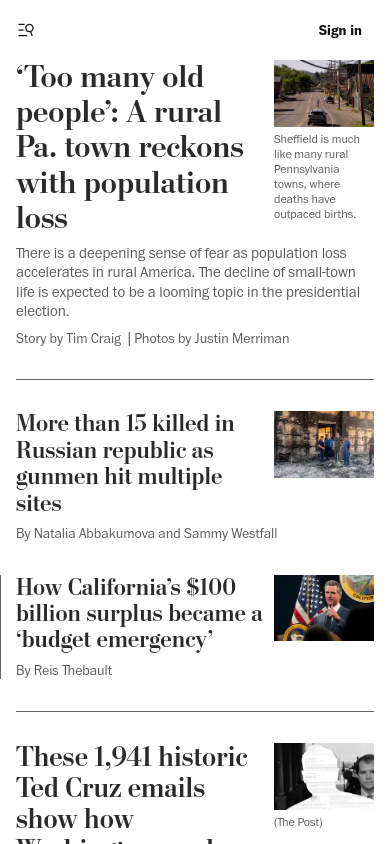 Sign in
‘Too many old
people’: A rural
Pa. town reckons
with population
loss
Sheffield is much
like many rural
Pennsylvania
towns, where
deaths have
outpaced births.
There is a deepening sense of fear as population loss
accelerates in rural America. The decline of small-town
life is expected to be a looming topic in the presidential
election.
Story by Tim Craig | Photos by Justin Merriman
More than 15 killed in
Russian republic as
gunmen hit multiple
sites
By Natalia Abbakumova and Sammy Westfall
How California’s $100
billion surplus became a
‘budget emergency’
By Reis Thebault
These 1,941 historic
Ted Cruz emails
show how
(The Post)